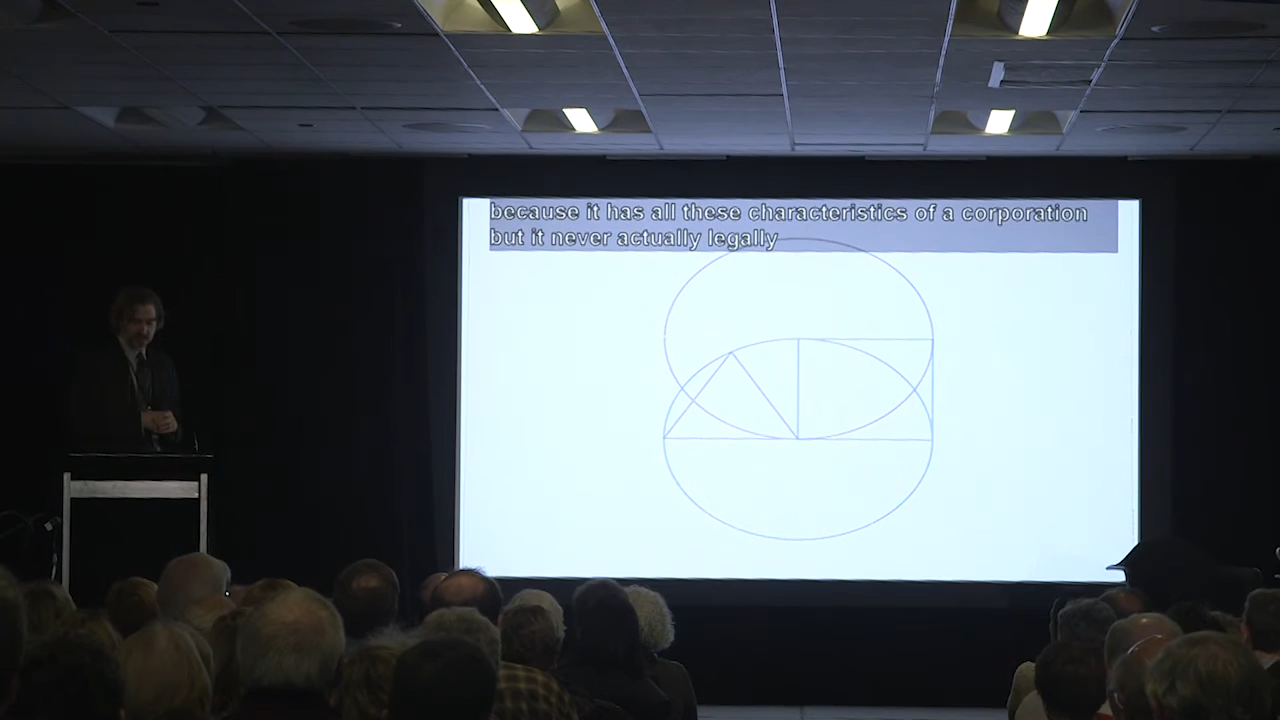 because it has all these characteristics of a corporation
but it never actually legally